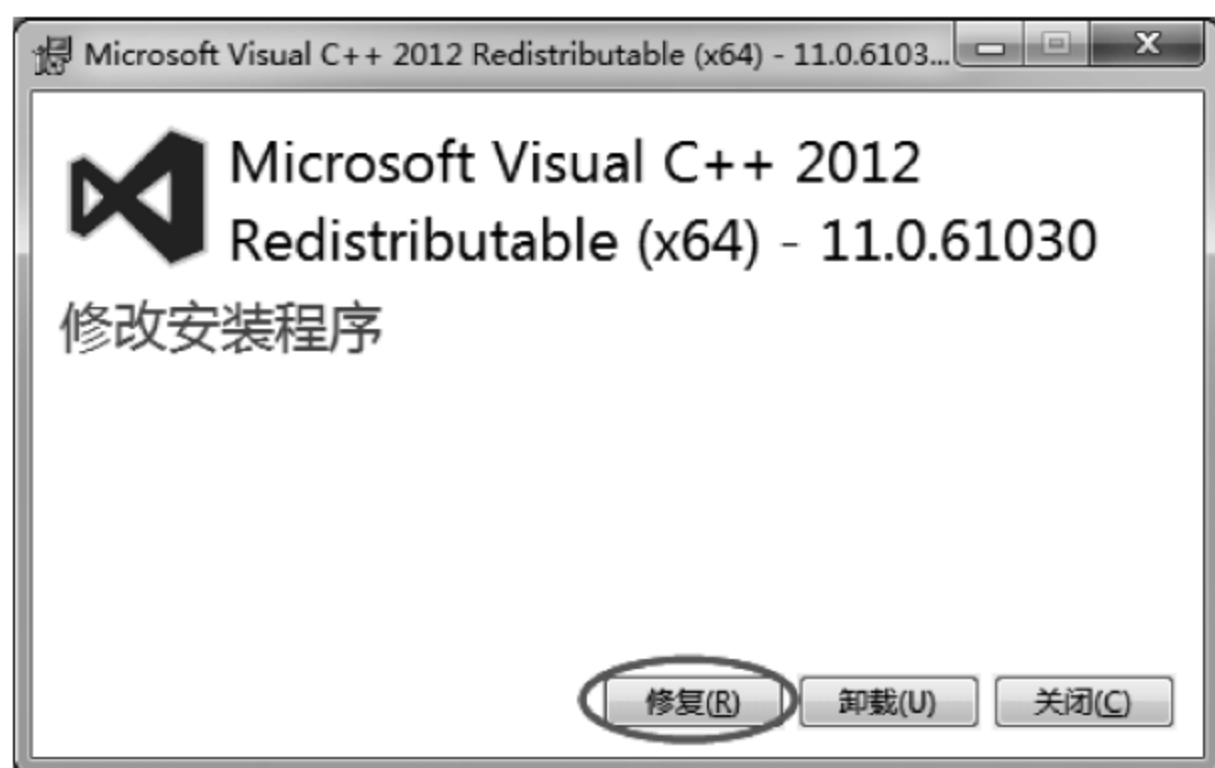 Microsoft Visual C++ 2012 Redistributable (x64) - 11.0.6103...
Microsoft Visual C++ 2012
Redistributable (x64) - 11.0.61030
修改安装程序
修复(R) 卸载(U) 关闭(C)